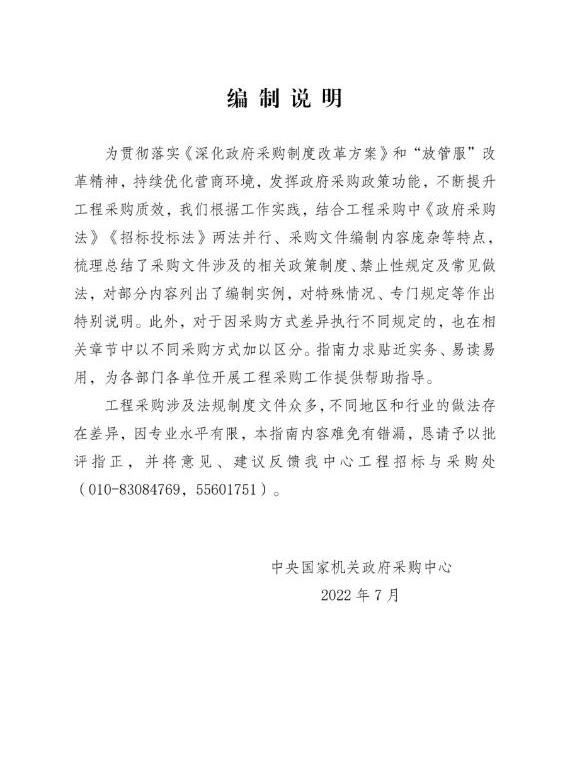 编 制 说 明
为贯彻落实《深化政府采购制度改革方案》和“放管服”改
革精神，持续优化营商环境，发挥政府采购政策功能，不断提升
工程采购质效，我们根据工作实践，结合工程采购中《政府采购
法》《招标投标法》两法并行、采购文件编制内容庞杂等特点，
梳理总结了采购文件涉及的相关政策制度、禁止性规定及常见做
法，对部分内容列出了编制实例，对特殊情况、专门规定等作出
特别说明。此外，对于因采购方式差异执行不同规定的，也在相
关章节中以不同采购方式加以区分。指南力求贴近实务、易读易
用，为各部门各单位开展工程采购工作提供帮助指导。
工程采购涉及法规制度文件众多，不同地区和行业的做法存
在差异，因专业水平有限，本指南内容难免有错漏，恳请予以批
评指正，并将意见、建议反馈我中心工程招标与采购处
（010-83084769，55601751）。
中央国家机关政府采购中心
2022 年 7 月